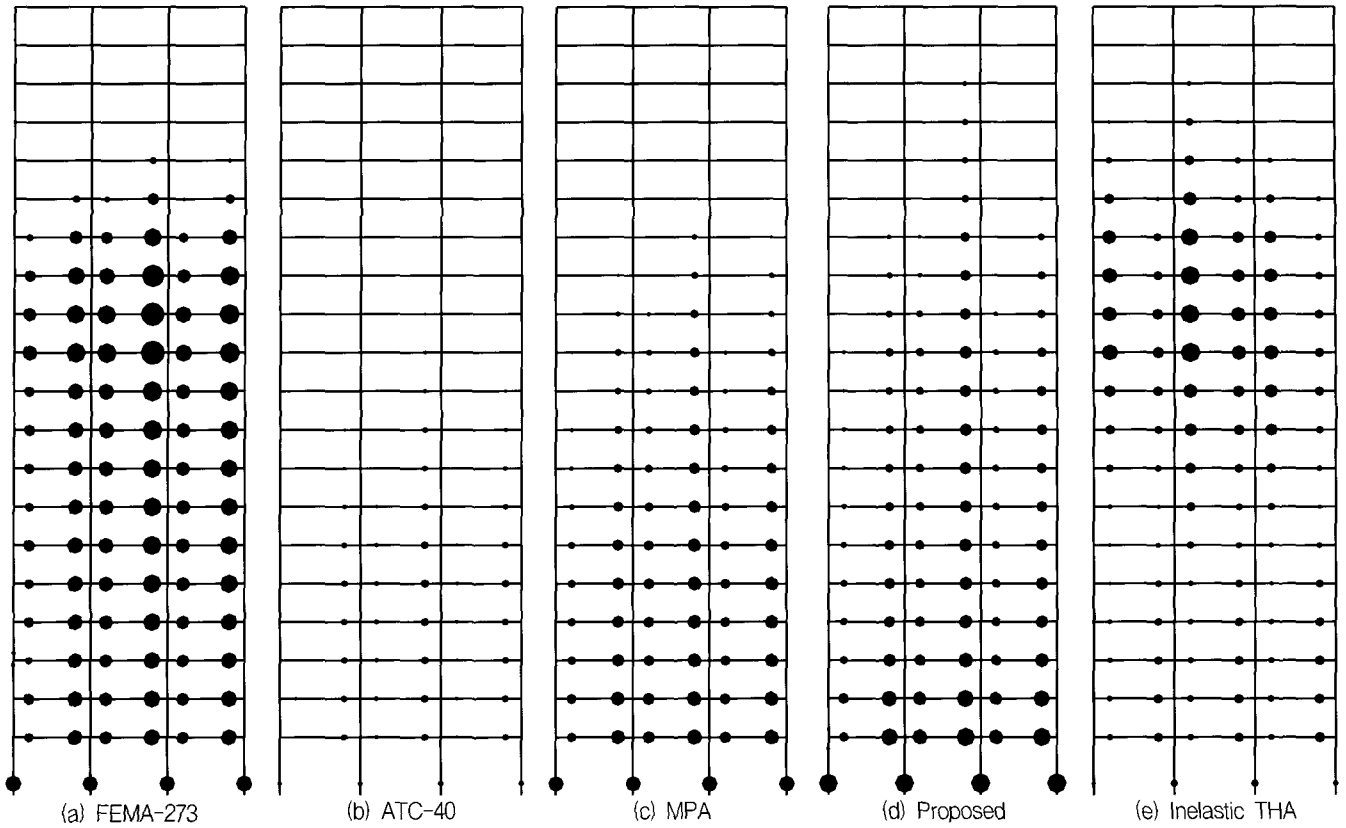 (a) FEMA-273
(b) ATC-40
(c) MPA
(d) Proposed
(e) Inelastic THA